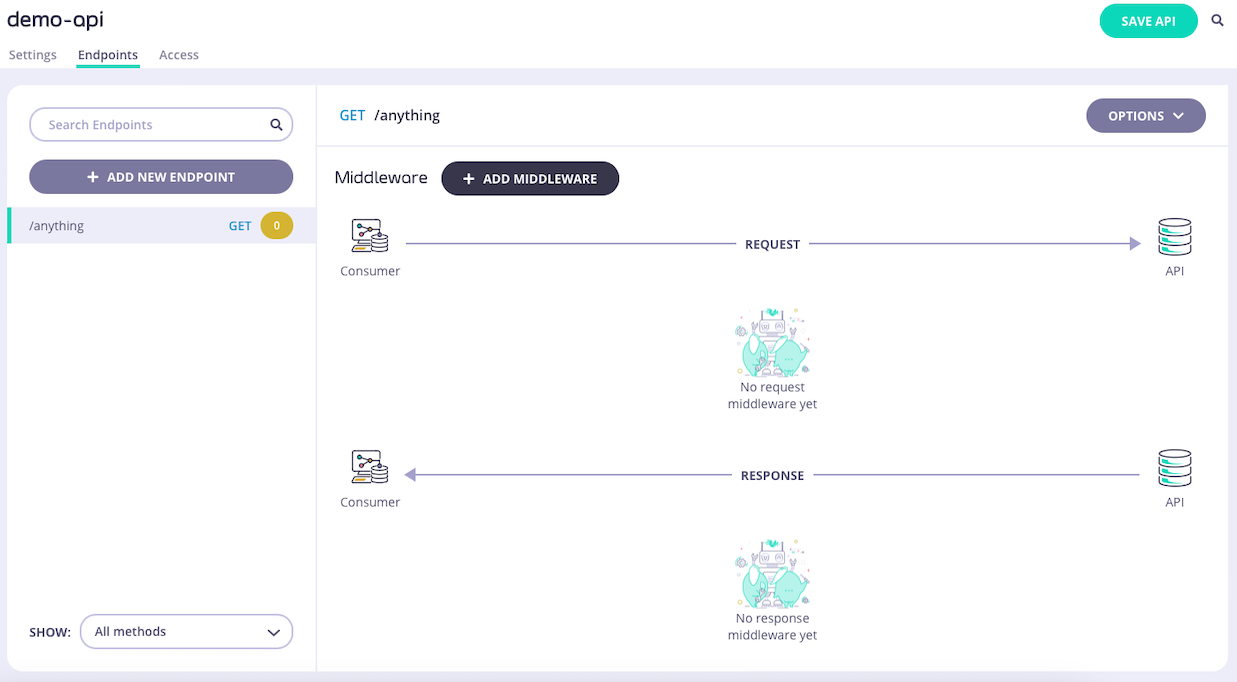 demo-api
SAVE API
Settings Endpoints Access
Search Endpoints
+ ADD NEW ENDPOINT
/anything GET 0
SHOW: All methods
GET /anything
OPTIONS
Middleware + ADD MIDDLEWARE
Consumer
REQUEST
API
No request
middleware yet
Consumer
RESPONSE
API
No response
middleware yet